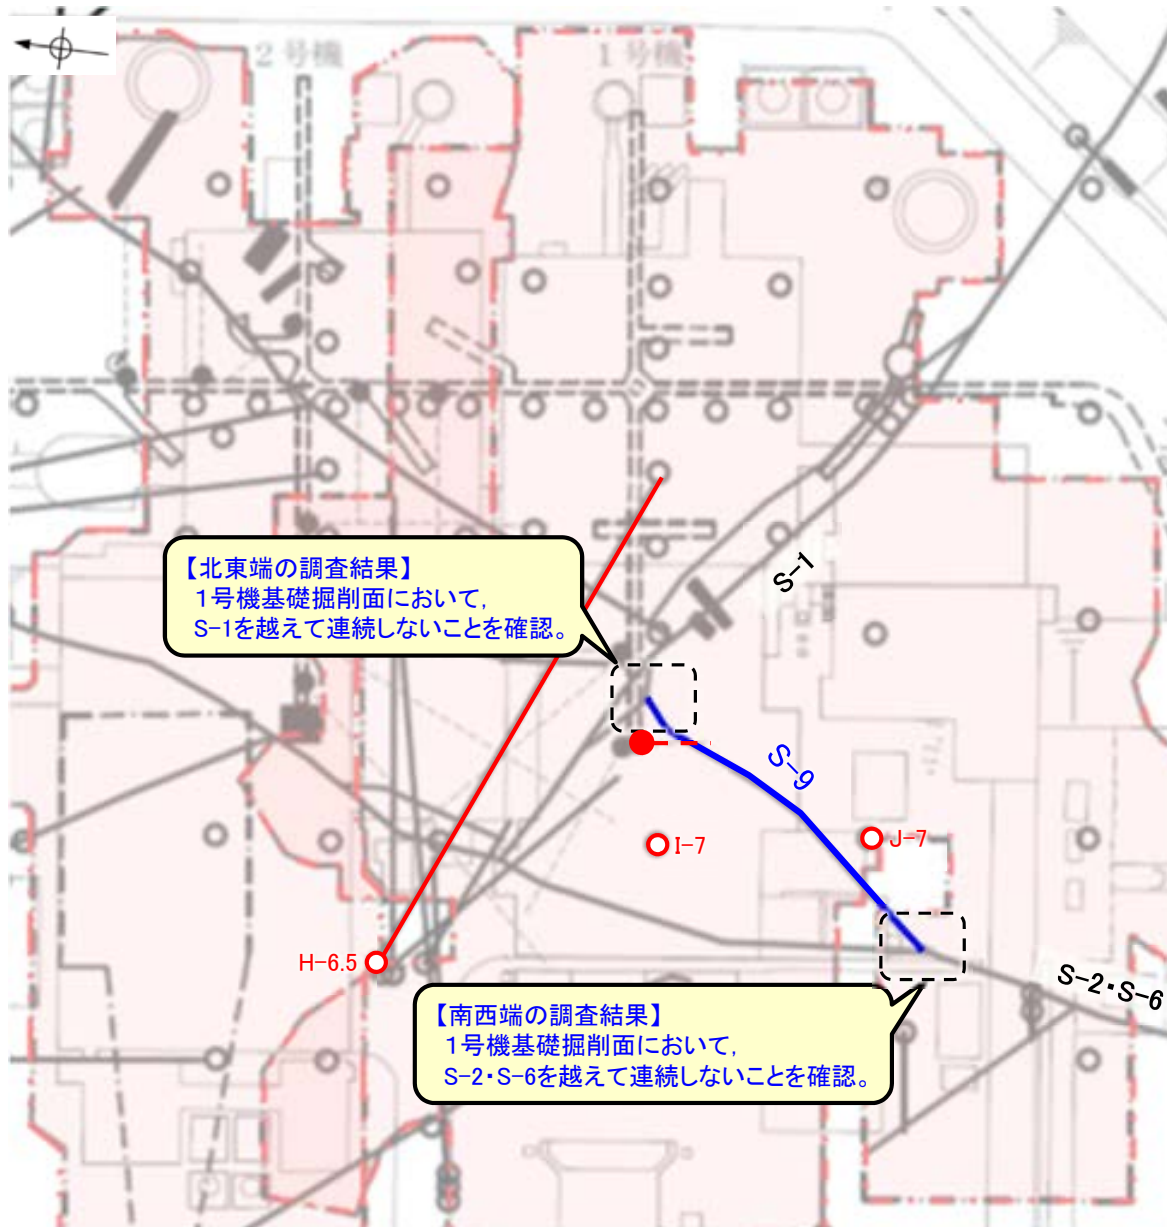 2号機
1号機
【北東端の調査結果】
1号機基礎掘削面において,
S-1を越えて連続しないことを確認。
S-1
S-9
I-7
J-7
H-6.5
S-2・S-6
【南西端の調査結果】
1号機基礎掘削面において,
S-2・S-6を越えて連続しないことを確認。